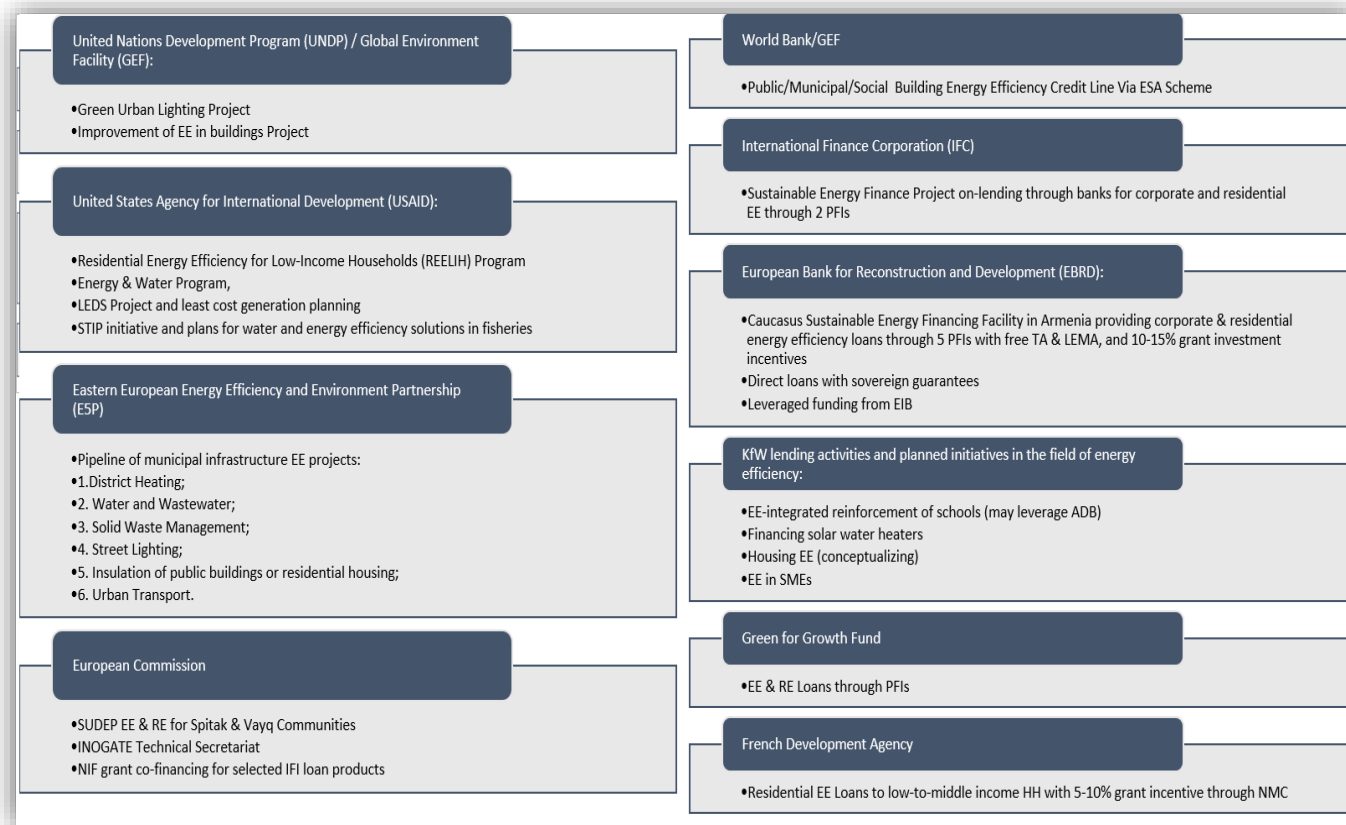 United Nations Development Program (UNDP) / Global Environment
Facility (GEF):
•Green Urban Lighting Project
•Improvement of EE in buildings Project
United States Agency for International Development (USAID):
•Residential Energy Efficiency for Low-Income Households (REELIH) Program
•Energy & Water Program,
•LEDS Project and least cost generation planning
•STIP initiative and plans for water and energy efficiency solutions in fisheries
Eastern European Energy Efficiency and Environment Partnership
(E5P)
•Pipeline of municipal infrastructure EE projects:
•1.District Heating;
•2. Water and Wastewater;
•3. Solid Waste Management;
•4. Street Lighting;
•5. Insulation of public buildings or residential housing;
•6. Urban Transport.
European Commission
•SUDEP EE & RE for Spitak & Vayq Communities
•INOGATE Technical Secretariat
•NIF grant co-financing for selected IFI loan products
World Bank/GEF
•Public/Municipal/Social Building Energy Efficiency Credit Line Via ESA Scheme
International Finance Corporation (IFC)
•Sustainable Energy Finance Project on-lending through banks for corporate and residential
EE through 2 PFIs
European Bank for Reconstruction and Development (EBRD):
•Caucasus Sustainable Energy Financing Facility in Armenia providing corporate & residential
energy efficiency loans through 5 PFIs with free TA & LEMA, and 10-15% grant investment
incentives
•Direct loans with sovereign guarantees
•Leveraged funding from EIB
KfW lending activities and planned initiatives in the field of energy
efficiency:
•EE-integrated reinforcement of schools (may leverage ADB)
•Financing solar water heaters
•Housing EE (conceptualizing)
•EE in SMEs
Green for Growth Fund
•EE & RE Loans through PFIs
French Development Agency
•Residential EE Loans to low-to-middle income HH with 5-10% grant incentive through NMC